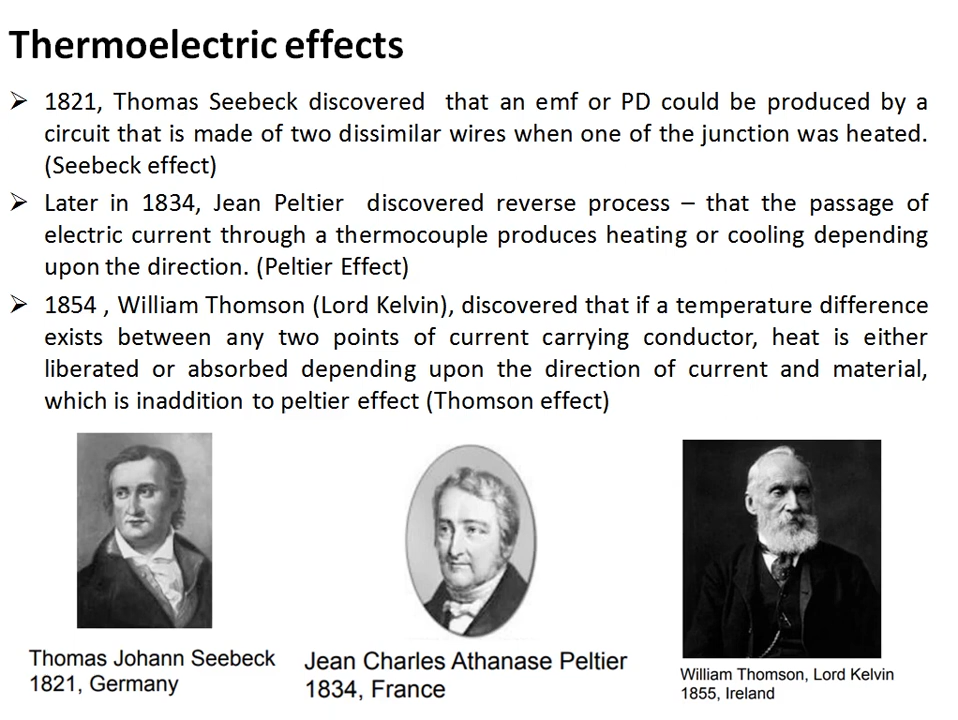 Thermoelectric effects
➢ 1821, Thomas Seebeck discovered that an emf or PD could be produced by a
circuit that is made of two dissimilar wires when one of the junction was heated.
(Seebeck effect)
➢ Later in 1834, Jean Peltier discovered reverse process – that the passage of
electric current through a thermocouple produces heating or cooling depending
upon the direction. (Peltier Effect)
➢ 1854 , William Thomson (Lord Kelvin), discovered that if a temperature difference
exists between any two points of current carrying conductor, heat is either
liberated or absorbed depending upon the direction of current and material,
which is inaddition to peltier effect (Thomson effect)
Thomas Johann Seebeck
1821, Germany
Jean Charles Athanase Peltier
1834, France
William Thomson, Lord Kelvin
1855, Ireland